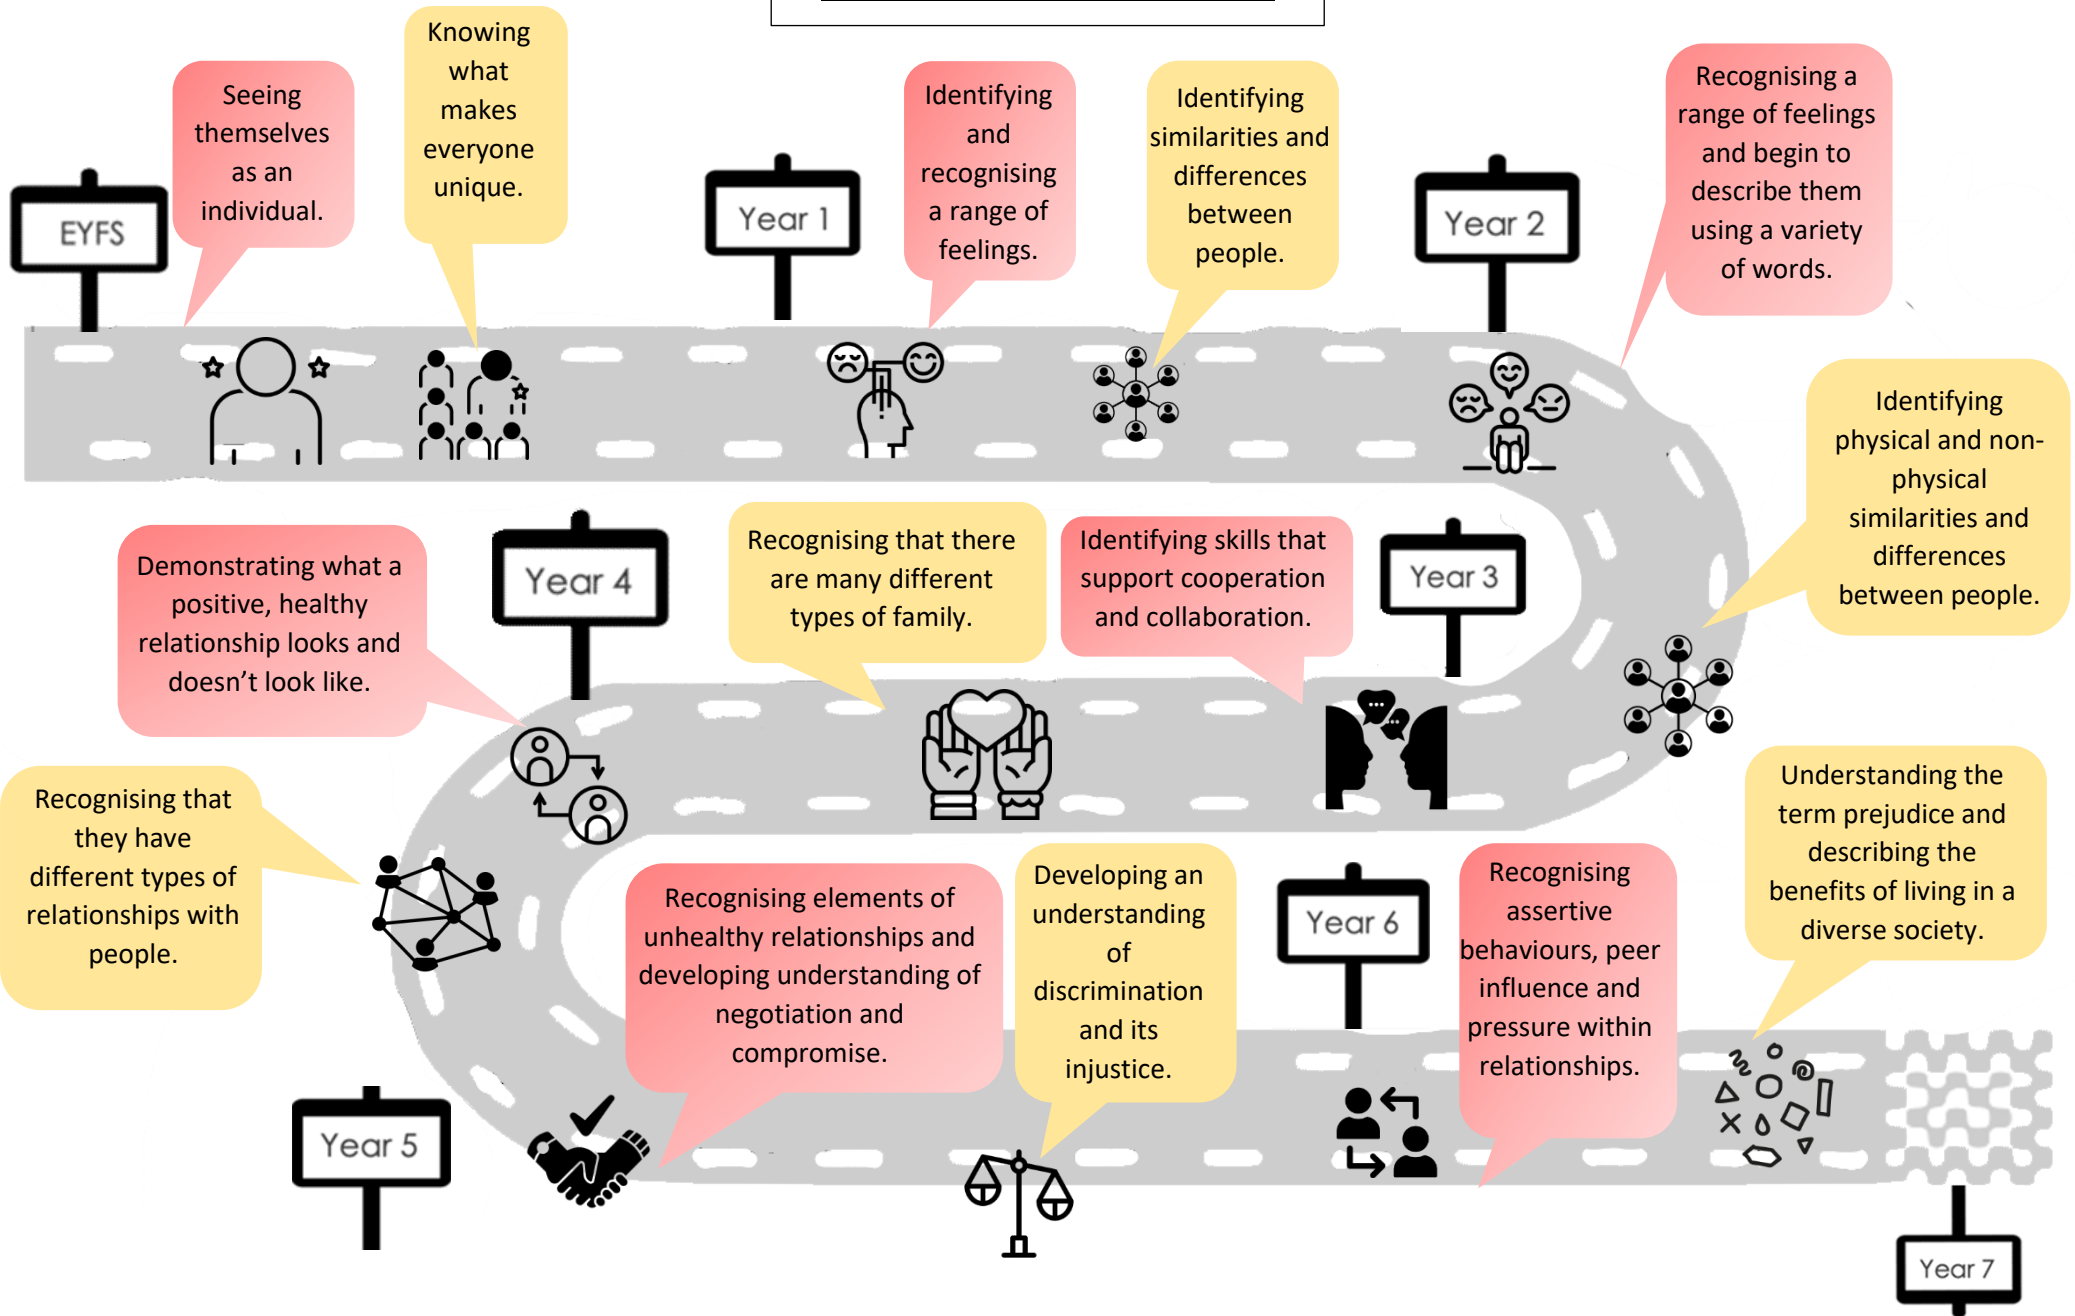 EYFS
Seeing
themselves
as an
individual.
Knowing
what
makes
everyone
unique.
Year 1
Identifying
and
recognising
a range of
feelings.
Identifying
similarities and
differences
between
people.
Year 2
Recognising a
range of feelings
and begin to
describe them
using a variety
of words.
Identifying
physical and non-
physical
similarities and
differences
between people.
Year 3
Identifying skills that
support cooperation
and collaboration.
Recognising that there
are many different
types of family.
Year 4
Demonstrating what a
positive, healthy
relationship looks and
doesn’t look like.
Recognising that
they have
different types of
relationships with
people.
Year 5
Recognising elements of
unhealthy relationships and
developing understanding of
negotiation and
compromise.
Developing an
understanding
of
discrimination
and its
injustice.
Year 6
Recognising
assertive
behaviours, peer
influence and
pressure within
relationships.
Understanding the
term prejudice and
describing the
benefits of living in a
diverse society.
Year 7